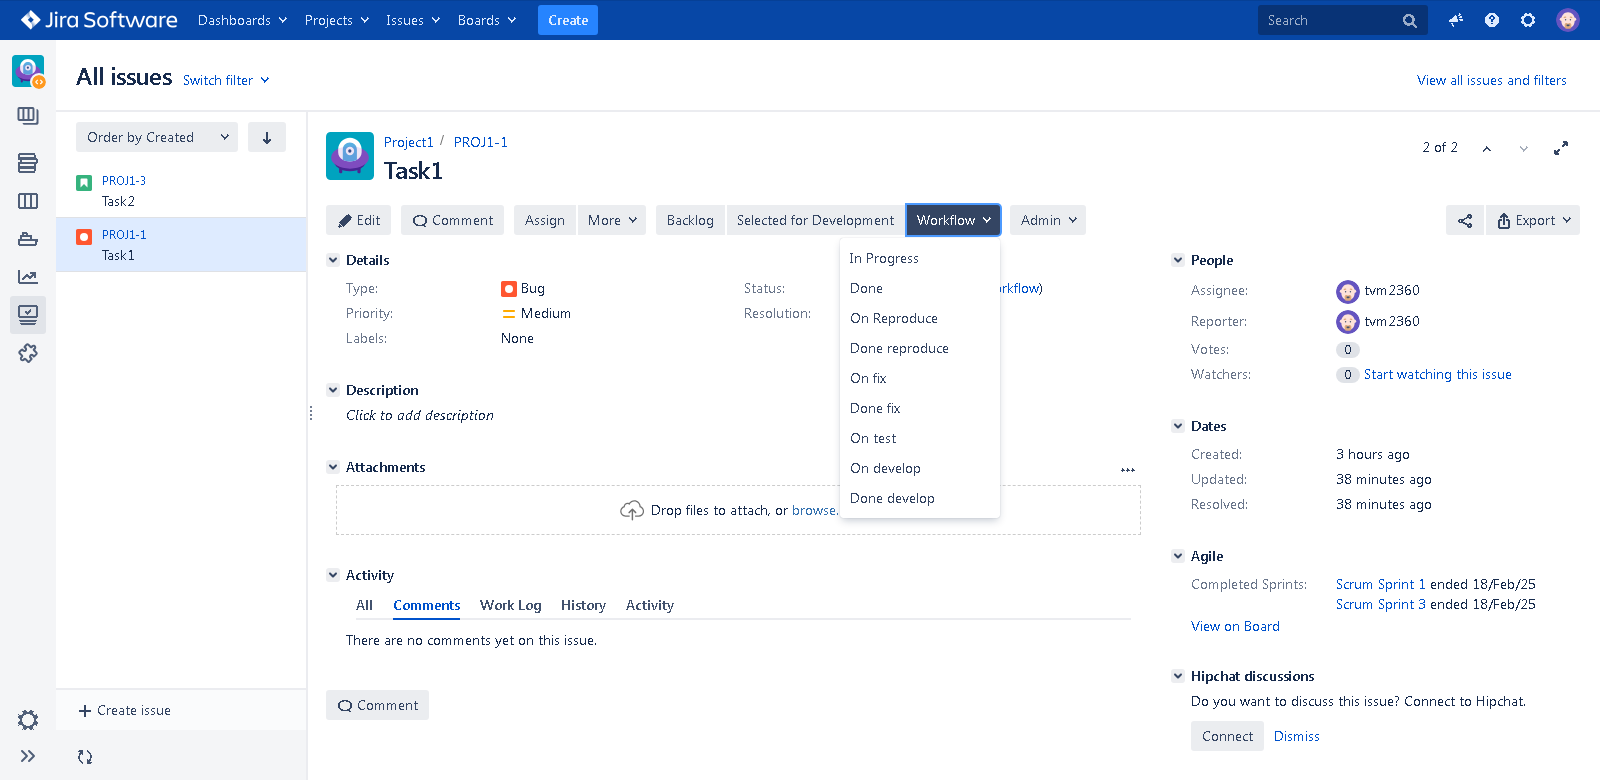 Jira Software Dashboards Projects Issues Boards Create Search
All issues Switch filter View all issues and filters
Order by Created
PROJ1-3
Task2
PROJ1-1
Task1
Create issue
Project1 / PROJ1-1
Task1
2 of 2
Edit Comment Assign More Backlog Selected for Development Workflow Admin Export
In Progress
Done
On Reproduce
Done reproduce
On fix
Done fix
On test
On develop
Done develop
Details
Type: Bug Status: rkflow)
Priority: Medium Resolution:
Labels: None
Description
Click to add description
Attachments
Drop files to attach, or browse.
Activity
All Comments Work Log History Activity
There are no comments yet on this issue.
Comment
People
Assignee: tvm2360
Reporter: tvm2360
Votes: 0
Watchers: 0 Start watching this issue
Dates
Created: 3 hours ago
Updated: 38 minutes ago
Resolved: 38 minutes ago
Agile
Completed Sprints: Scrum Sprint 1 ended 18/Feb/25
Scrum Sprint 3 ended 18/Feb/25
View on Board
Hipchat discussions
Do you want to discuss this issue? Connect to Hipchat.
Connect Dismiss